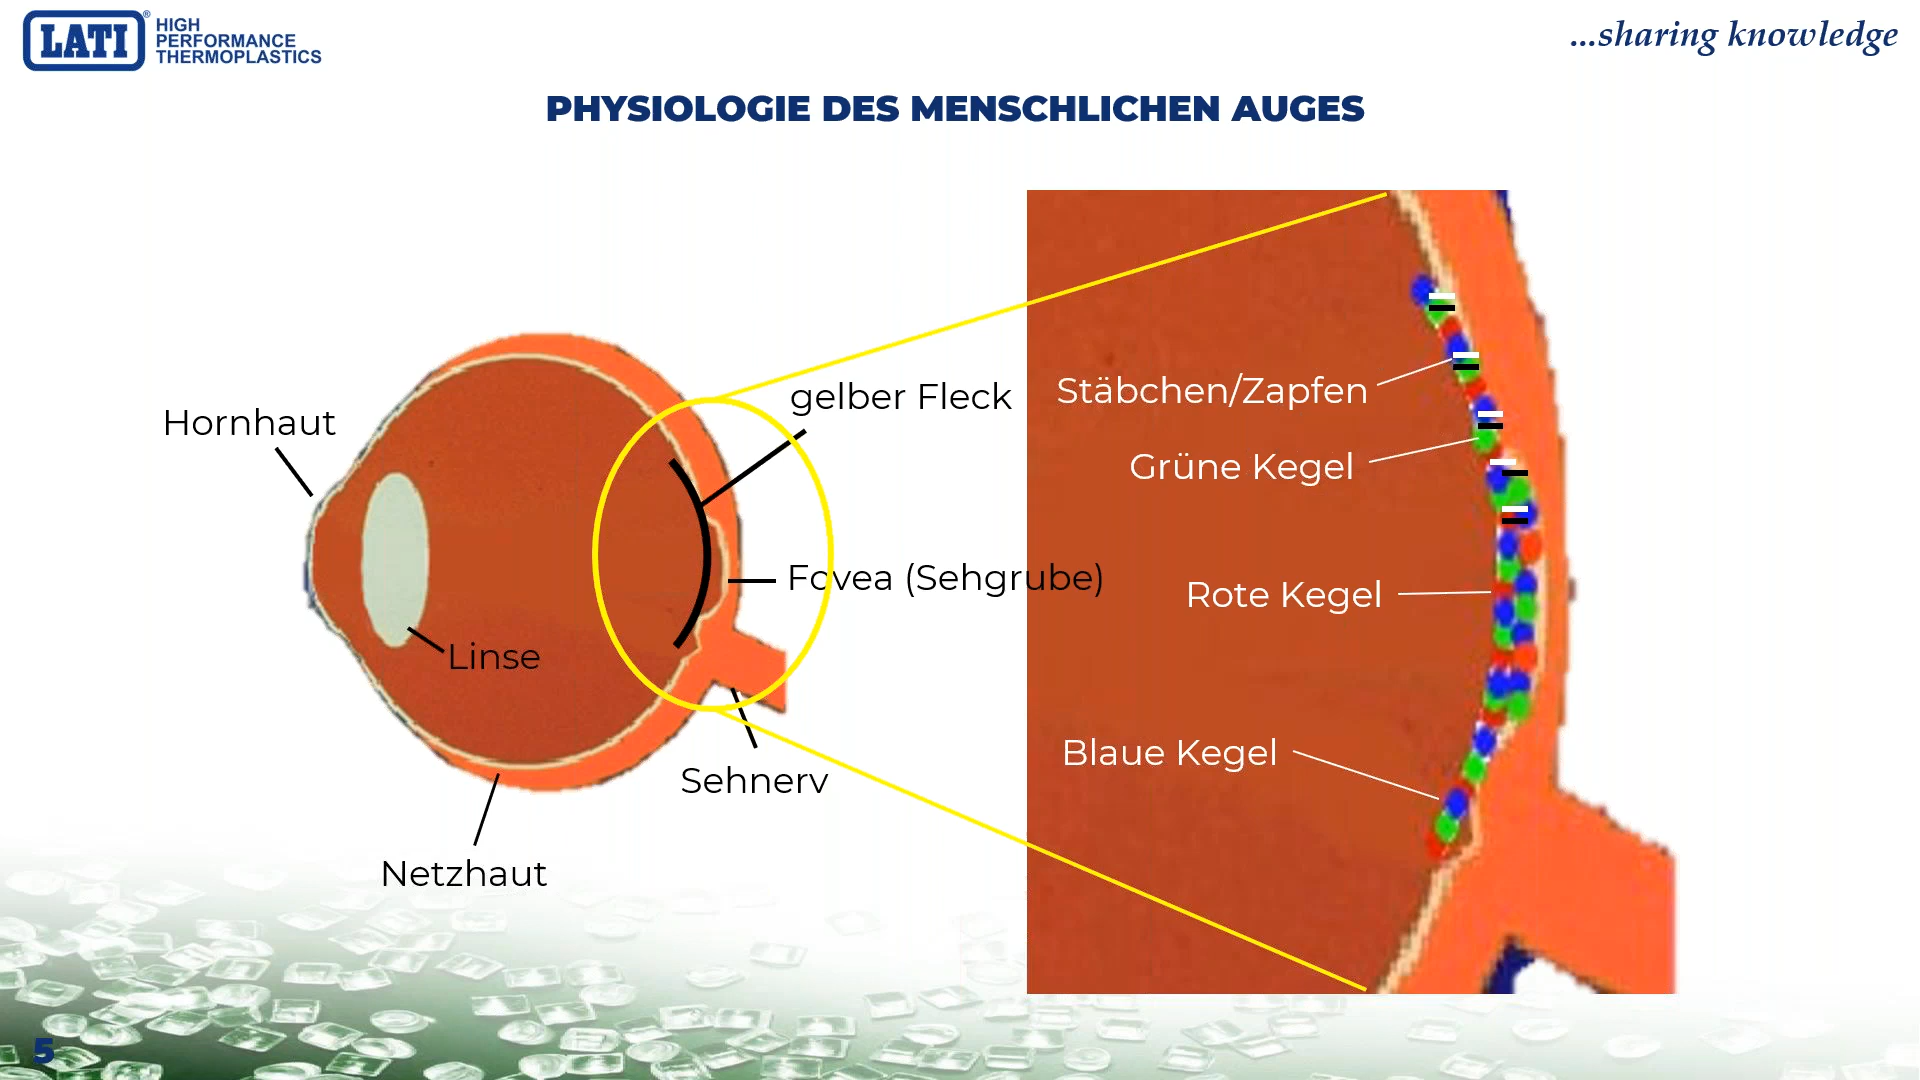 LATI®
HIGH
PERFORMANCE
THERMOPLASTICS
...sharing knowledge
PHYSIOLOGIE DES MENSCHLICHEN AUGES
Hornhaut
gelber Fleck
Fovea (Sehgrube)
Linse
Sehnerv
Netzhaut
Stäbchen/Zapfen
Grüne Kegel
Rote Kegel
Blaue Kegel
5